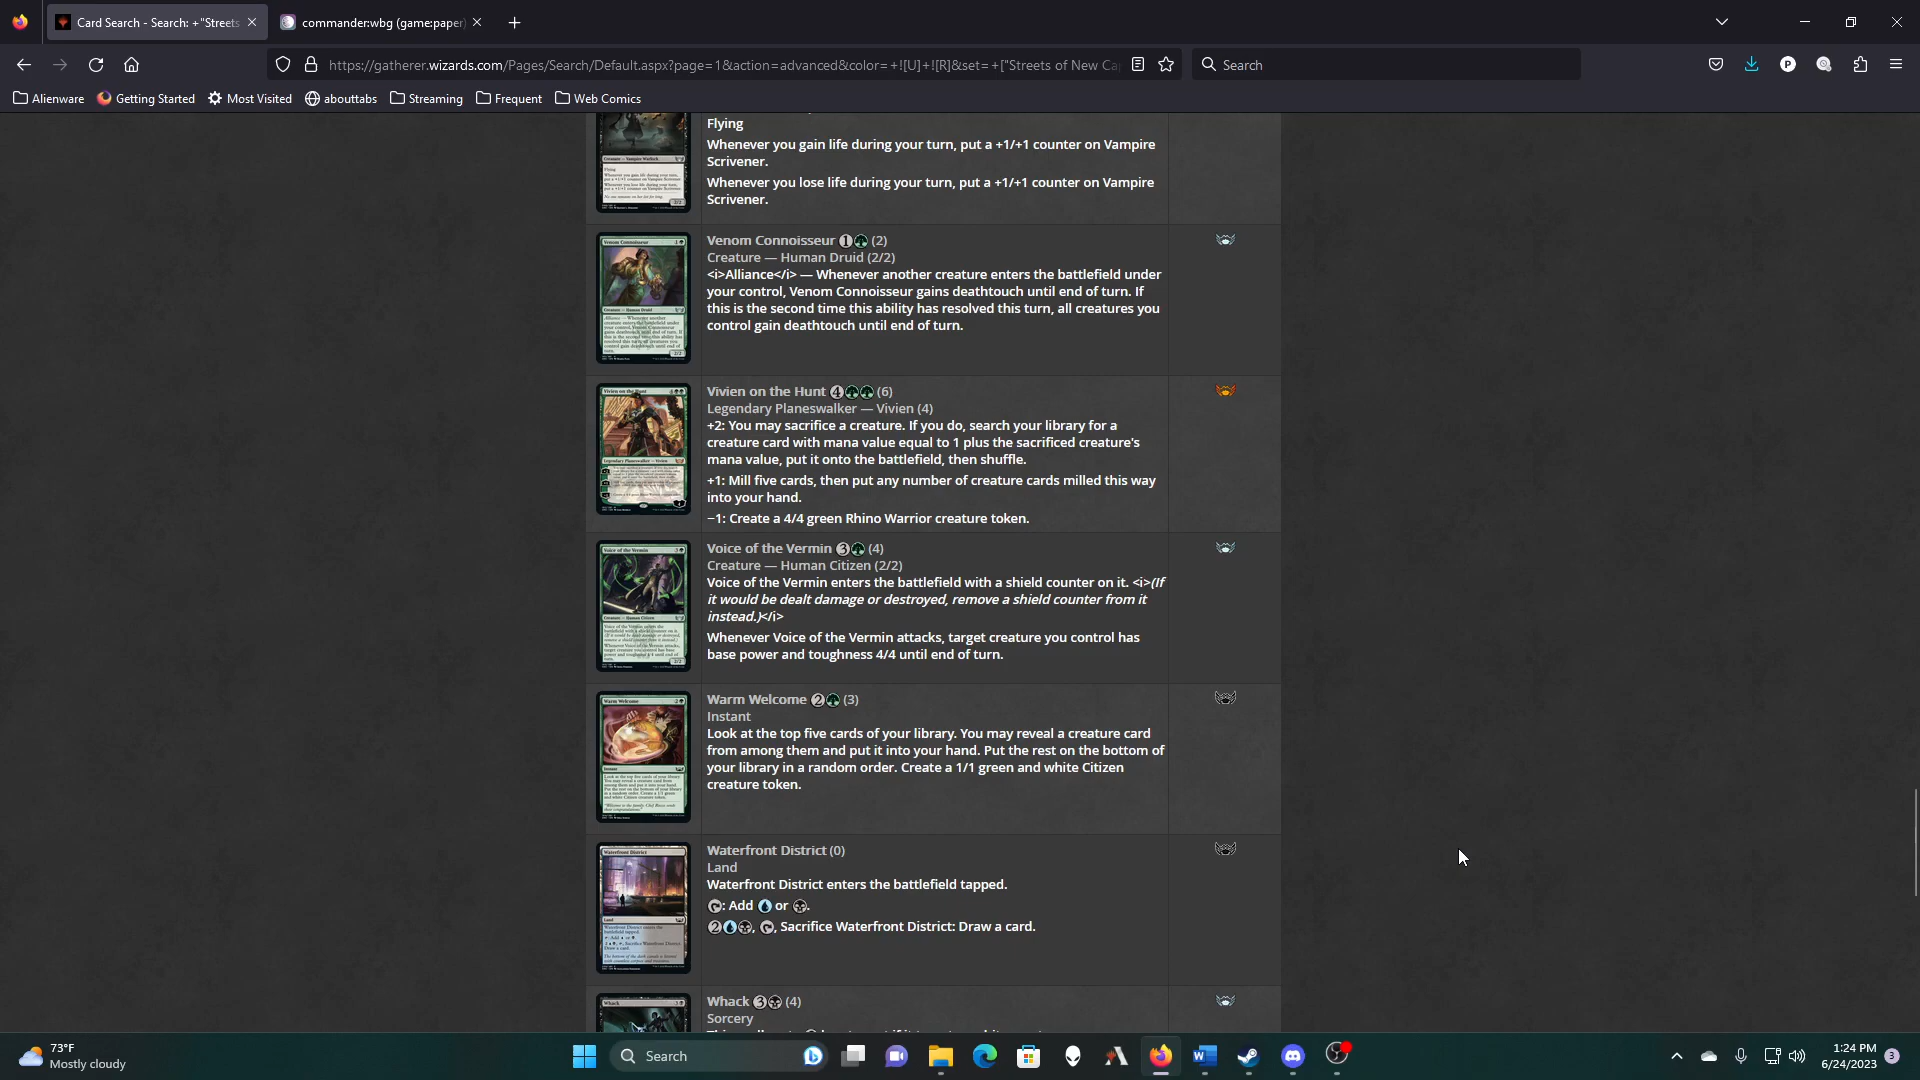 Card Search - Search: +"Streets
commander:wbg (game:paper)
https://gatherer.wizards.com/Pages/Search/Default.aspx?page=1&action=advanced&color=+![U]+![R]&set=+["Streets of New Ca
Search
Alienware
Getting Started
Most Visited
abouttabs
Streaming
Frequent
Web Comics
Flying
Whenever you gain life during your turn, put a +1/+1 counter on Vampire
Scrivener.
Whenever you lose life during your turn, put a +1/+1 counter on Vampire
Scrivener.
Venom Connoisseur 1 (2)
Creature — Human Druid (2/2)
<i>Alliance</i> — Whenever another creature enters the battlefield under
your control, Venom Connoisseur gains deathtouch until end of turn. If
this is the second time this ability has resolved this turn, all creatures you
control gain deathtouch until end of turn.
Vivien on the Hunt 4 (6)
Legendary Planeswalker — Vivien (4)
+2: You may sacrifice a creature. If you do, search your library for a
creature card with mana value equal to 1 plus the sacrificed creature's
mana value, put it onto the battlefield, then shuffle.
+1: Mill five cards, then put any number of creature cards milled this way
into your hand.
−1: Create a 4/4 green Rhino Warrior creature token.
Voice of the Vermin 3 (4)
Creature — Human Citizen (2/2)
Voice of the Vermin enters the battlefield with a shield counter on it. <i>(If
it would be dealt damage or destroyed, remove a shield counter from it
instead.)</i>
Whenever Voice of the Vermin attacks, target creature you control has
base power and toughness 4/4 until end of turn.
Warm Welcome 2 (3)
Instant
Look at the top five cards of your library. You may reveal a creature card
from among them and put it into your hand. Put the rest on the bottom of
your library in a random order. Create a 1/1 green and white Citizen
creature token.
Waterfront District (0)
Land
Waterfront District enters the battlefield tapped.
: Add or .
2, , Sacrifice Waterfront District: Draw a card.
Whack 3 (4)
Sorcery
73°F
Mostly cloudy
Search
1:24 PM
6/24/2023
3